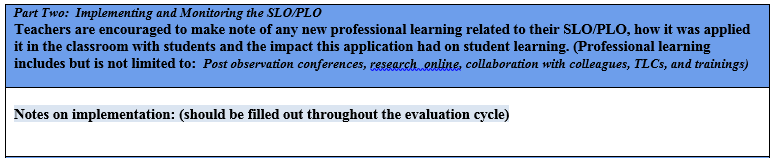 Part Two:  Implementing and Monitoring the SLO/PLO
Teachers are encouraged to make note of any new professional learning related to their SLO/PLO, how it was applied
it in the classroom with students and the impact this application had on student learning. (Professional learning
includes but is not limited to:  Post observation conferences, research  online, collaboration with colleagues, TLCs, and trainings)
Notes on implementation: (should be filled out throughout the evaluation cycle)